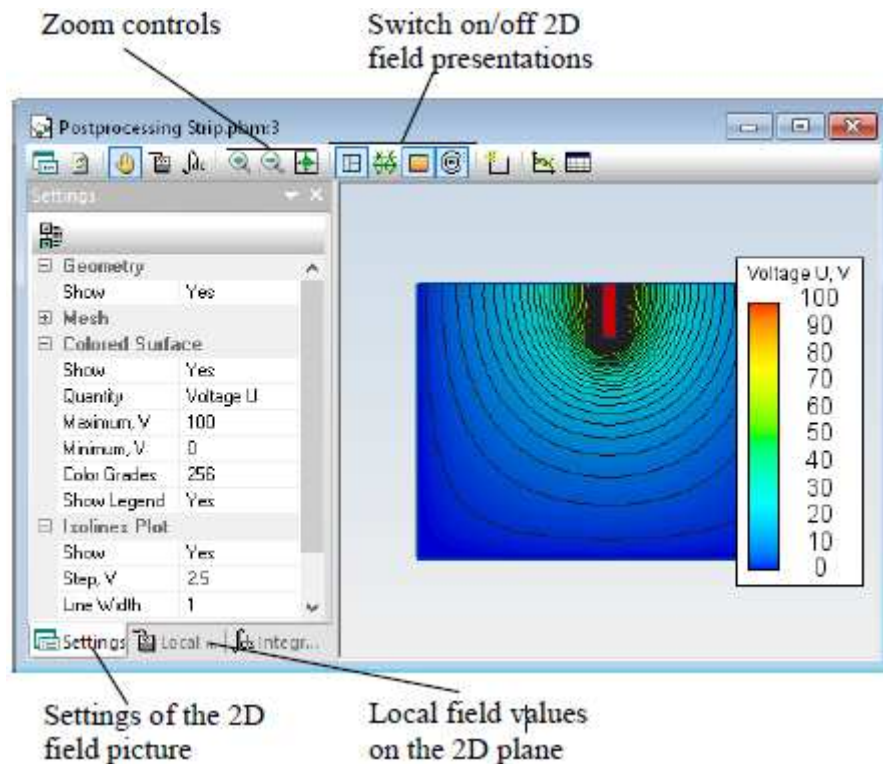 Zoom controls
Switch on/off 2D
field presentations
Postprocessing Strip.pbm:3
Settings
Geometry
Show Yes
Mesh
Colored Surface
Show Yes
Quantity Voltage U
Maximum, V 100
Minimum, V 0
Color Grades 256
Show Legend Yes
Isolines Plot
Show Yes
Step, V 2.5
Line Width 1
Settings Local Integr...
Voltage U, V
100
90
80
70
60
50
40
30
20
10
0
Settings of the 2D
field picture
Local field values
on the 2D plane